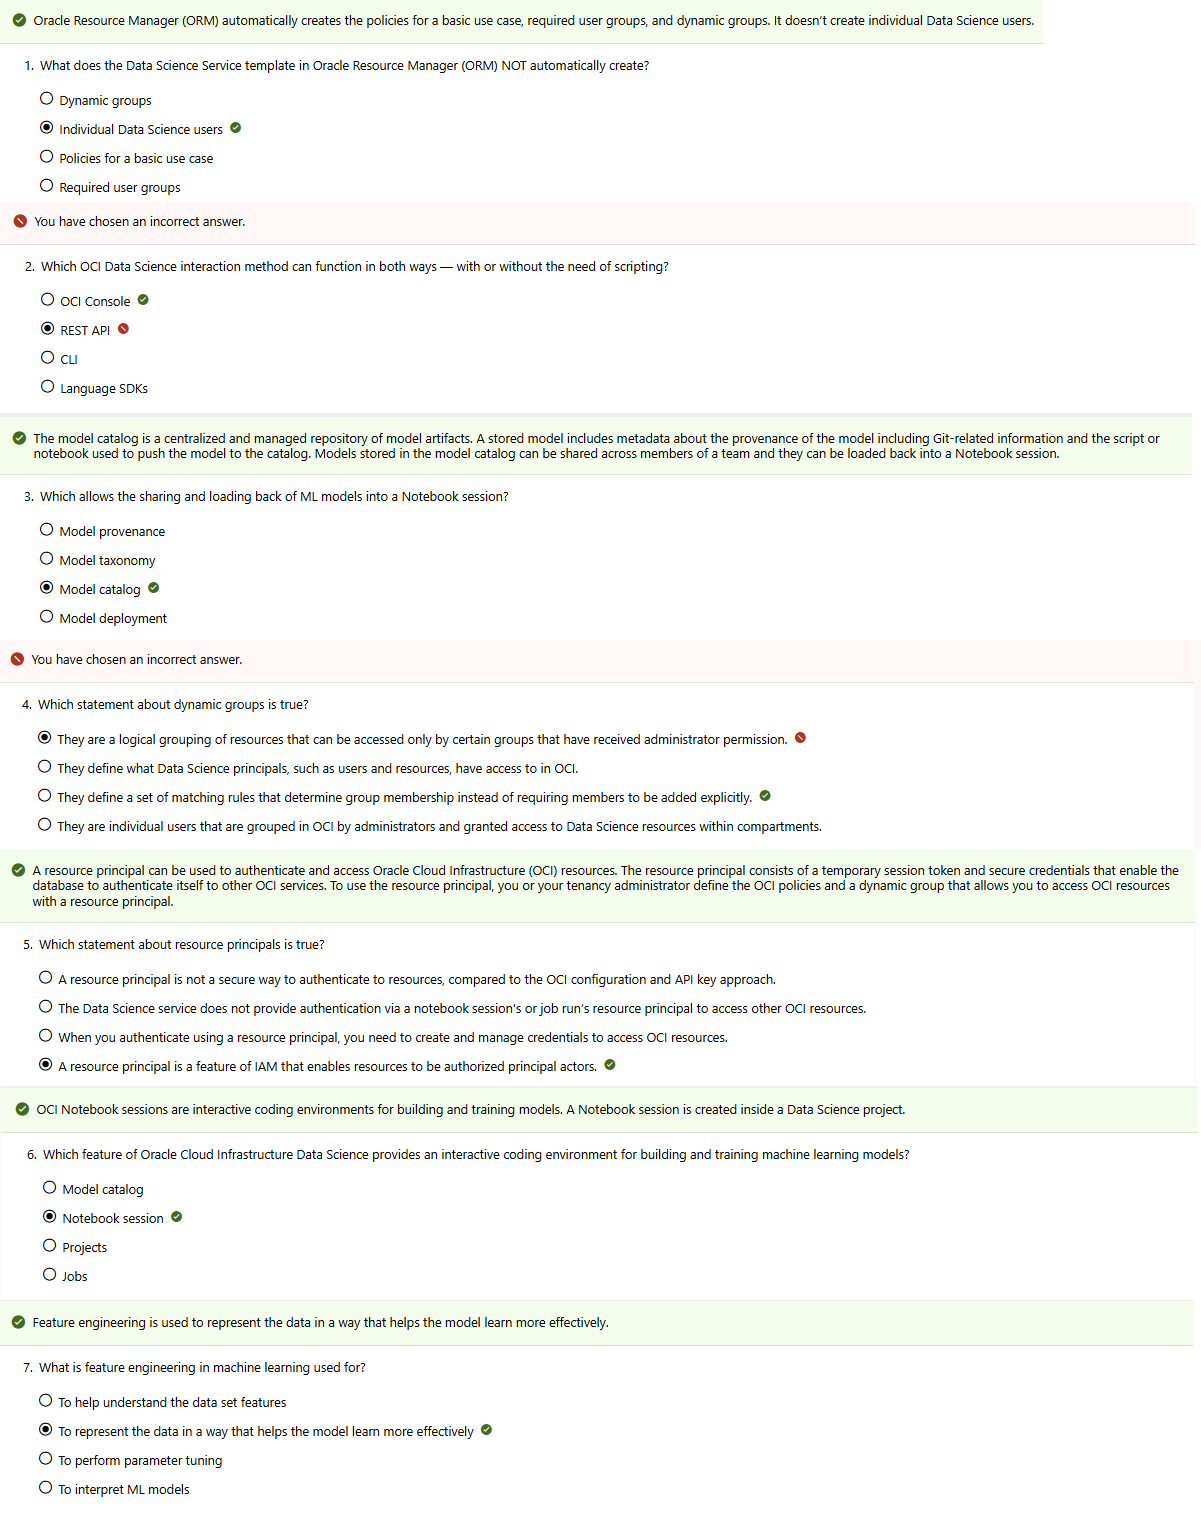 Oracle Resource Manager (ORM) automatically creates the policies for a basic use case, required user groups, and dynamic groups. It doesn't create individual Data Science users.
1. What does the Data Science Service template in Oracle Resource Manager (ORM) NOT automatically create?
Dynamic groups
Individual Data Science users
Policies for a basic use case
Required user groups
You have chosen an incorrect answer.
2. Which OCI Data Science interaction method can function in both ways — with or without the need of scripting?
OCI Console
REST API
CLI
Language SDKs
The model catalog is a centralized and managed repository of model artifacts. A stored model includes metadata about the provenance of the model including Git-related information and the script or
notebook used to push the model to the catalog. Models stored in the model catalog can be shared across members of a team and they can be loaded back into a Notebook session.
3. Which allows the sharing and loading back of ML models into a Notebook session?
Model provenance
Model taxonomy
Model catalog
Model deployment
You have chosen an incorrect answer.
4. Which statement about dynamic groups is true?
They are a logical grouping of resources that can be accessed only by certain groups that have received administrator permission.
They define what Data Science principals, such as users and resources, have access to in OCI.
They define a set of matching rules that determine group membership instead of requiring members to be added explicitly.
They are individual users that are grouped in OCI by administrators and granted access to Data Science resources within compartments.
A resource principal can be used to authenticate and access Oracle Cloud Infrastructure (OCI) resources. The resource principal consists of a temporary session token and secure credentials that enable the
database to authenticate itself to other OCI services. To use the resource principal, you or your tenancy administrator define the OCI policies and a dynamic group that allows you to access OCI resources
with a resource principal.
5. Which statement about resource principals is true?
A resource principal is not a secure way to authenticate to resources, compared to the OCI configuration and API key approach.
The Data Science service does not provide authentication via a notebook session's or job run's resource principal to access other OCI resources.
When you authenticate using a resource principal, you need to create and manage credentials to access OCI resources.
A resource principal is a feature of IAM that enables resources to be authorized principal actors.
OCI Notebook sessions are interactive coding environments for building and training models. A Notebook session is created inside a Data Science project.
6. Which feature of Oracle Cloud Infrastructure Data Science provides an interactive coding environment for building and training machine learning models?
Model catalog
Notebook session
Projects
Jobs
Feature engineering is used to represent the data in a way that helps the model learn more effectively.
7. What is feature engineering in machine learning used for?
To help understand the data set features
To represent the data in a way that helps the model learn more effectively
To perform parameter tuning
To interpret ML models